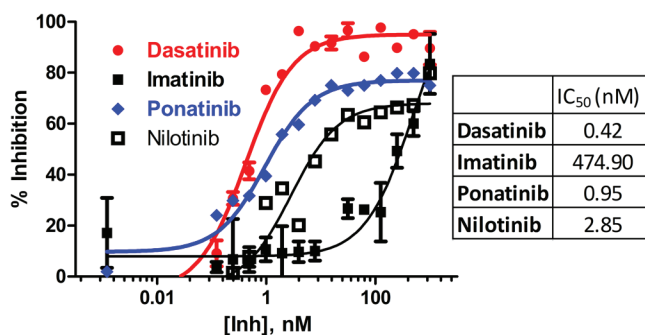 100
80
60
40
20
0
% Inhibition
Dasatinib
Imatinib
Ponatinib
Nilotinib
0.01 1 100
[Inh], nM
IC50 (nM)
Dasatinib 0.42
Imatinib 474.90
Ponatinib 0.95
Nilotinib 2.85